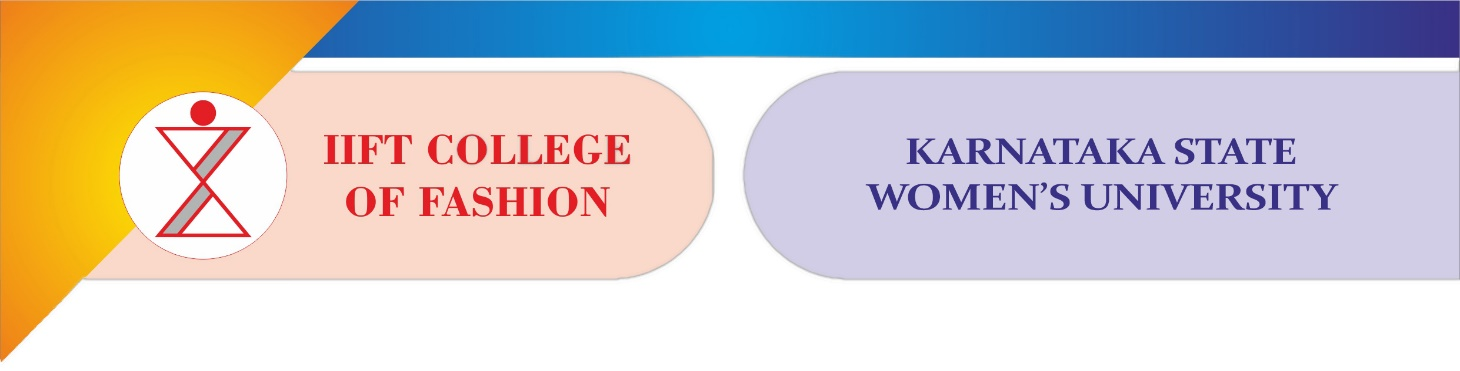 IIFT COLLEGE
OF FASHION
KARNATAKA STATE
WOMEN’S UNIVERSITY